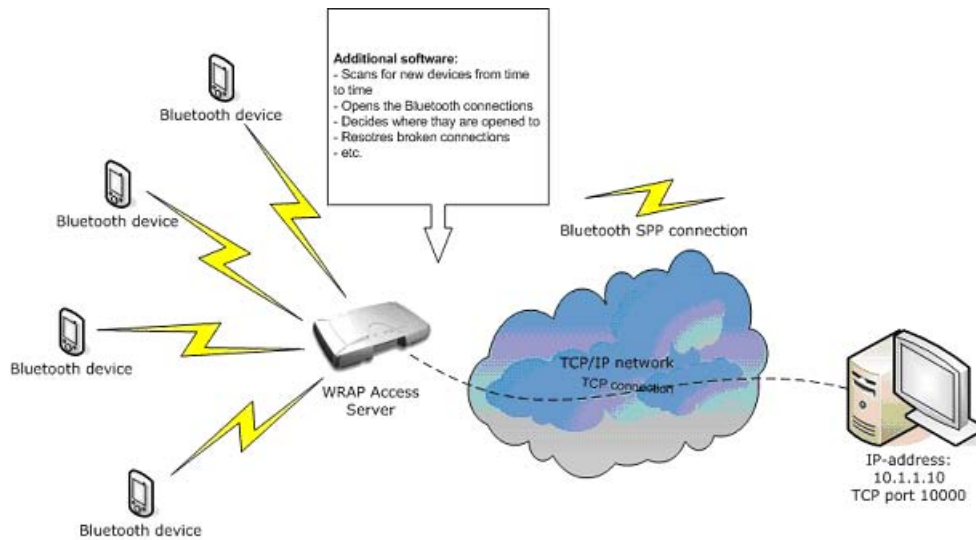 Additional software:
- Scans for new devices from time
to time
- Opens the Bluetooth connections
- Decides where thay are opened to
- Resotres broken connections
- etc.
Bluetooth device
Bluetooth device
Bluetooth SPP connection
Bluetooth device
WRAP Access
Server
TCP/IP network
TCP connection
IP-address:
10.1.1.10
TCP port 10000
Bluetooth device